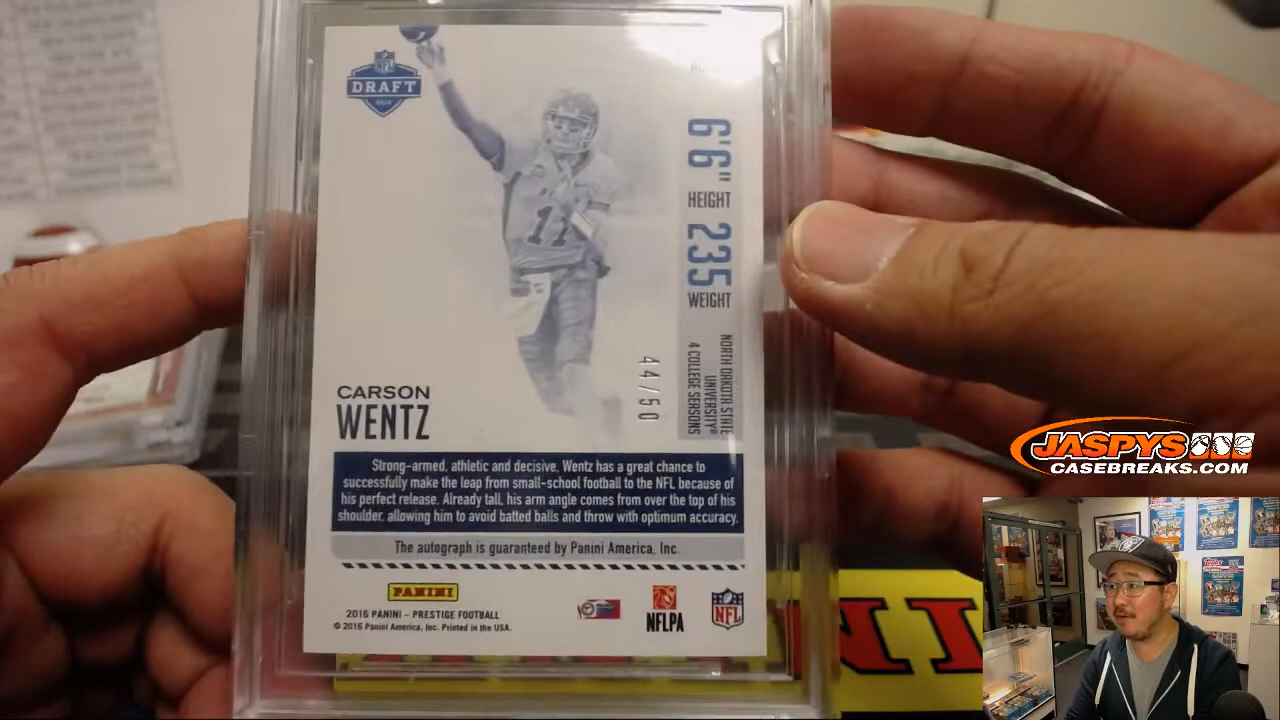 NFL
DRAFT
2016
6'6"
HEIGHT
235
WEIGHT
NORTH DAKOTA STATE
UNIVERSITY®
4 COLLEGE SEASONS
11
44/50
CARSON
WENTZ
Strong-armed, athletic and decisive, Wentz has a great chance to
successfully make the leap from small-school football to the NFL because of
his perfect release. Already tall, his arm angle comes from over the top of his
shoulder, allowing him to avoid batted balls and throw with optimum accuracy.
The autograph is guaranteed by Panini America, Inc.
PANINI
2016 PANINI – PRESTIGE FOOTBALL
© 2016 Panini America, Inc. Printed in the USA.
NFLPA
NFL
JASPYS
CASEBREAKS.COM